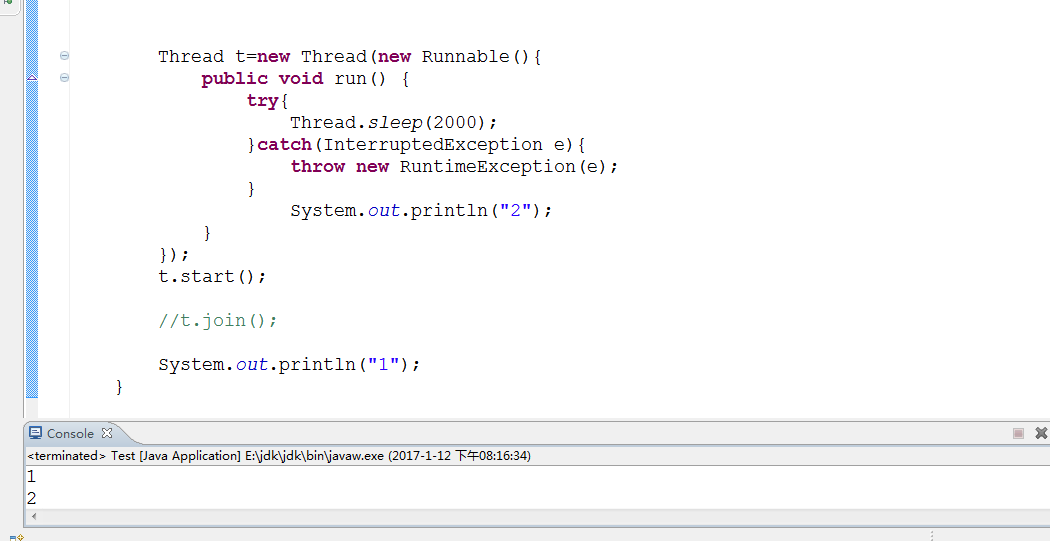 Thread t=new Thread(new Runnable(){
public void run() {
try{
Thread.sleep(2000);
}catch(InterruptedException e){
throw new RuntimeException(e);
}
System.out.println("2");
}
});
t.start();
//t.join();
System.out.println("1");
}
Console
<terminated> Test [Java Application] E:\jdk\jdk\bin\javaw.exe (2017-1-12 下午08:16:34)
1
2